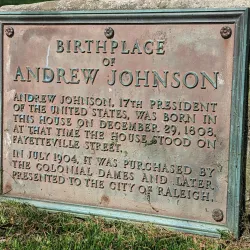 BIRTHPLACE
OF
ANDREW JOHNSON
ANDREW JOHNSON, 17TH PRESIDENT
OF THE UNITED STATES, WAS BORN IN
THIS HOUSE ON DECEMBER 29, 1808,
AT THAT TIME THE HOUSE STOOD ON
FAYETTEVILLE STREET.
IN JULY 1904, IT WAS PURCHASED BY
THE COLONIAL DAMES AND LATER
PRESENTED TO THE CITY OF RALEIGH.